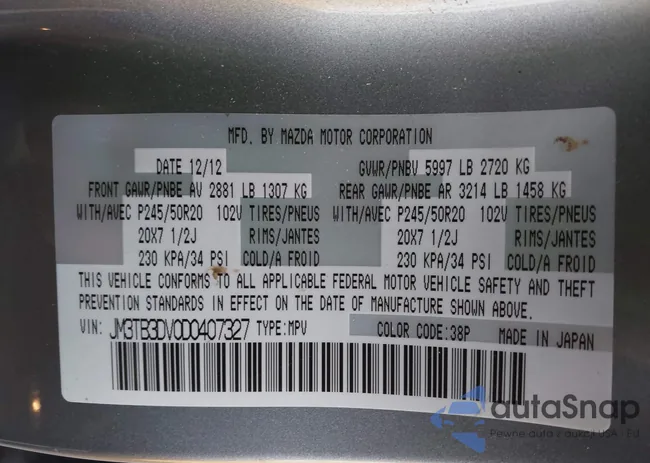 MFD. BY MAZDA MOTOR CORPORATION
DATE 12/12 GVWR/PNBV 5997 LB 2720 KG
FRONT GAWR/PNBE AV 2881 LB 1307 KG REAR GAWR/PNBE AR 3214 LB 1458 KG
WITH/AVEC P245/50R20 102V TIRES/PNEUS WITH/AVEC P245/50R20 102V TIRES/PNEUS
20X7 1/2J RIMS/JANTES 20X7 1/2J RIMS/JANTES
230 KPA/34 PSI COLD/A FROID 230 KPA/34 PSI COLD/A FROID
THIS VEHICLE CONFORMS TO ALL APPLICABLE FEDERAL MOTOR VEHICLE SAFETY AND THEFT
PREVENTION STANDARDS IN EFFECT ON THE DATE OF MANUFACTURE SHOWN ABOVE.
VIN: JM3TB3DV0D0407327 TYPE:MPV COLOR CODE:38P MADE IN JAPAN
autaSnap
Pewne auta z aukcji USA